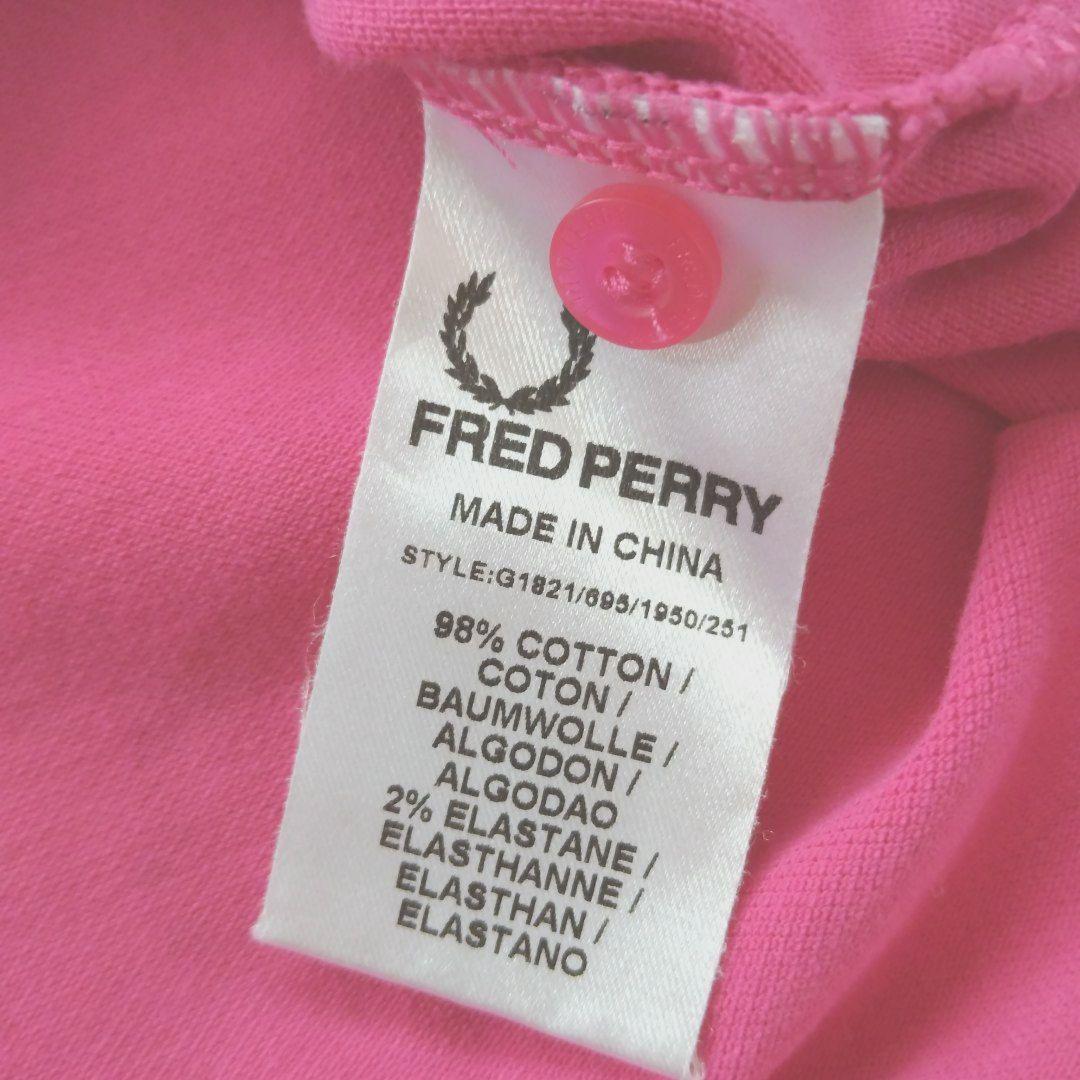 FRED PERRY
MADE IN CHINA
STYLE:G1821/695/1950/251
98% COTTON /
COTON /
BAUMWOLLE /
ALGODON /
ALGODAO
2% ELASTANE /
ELASTHANNE /
ELASTHAN /
ELASTANO